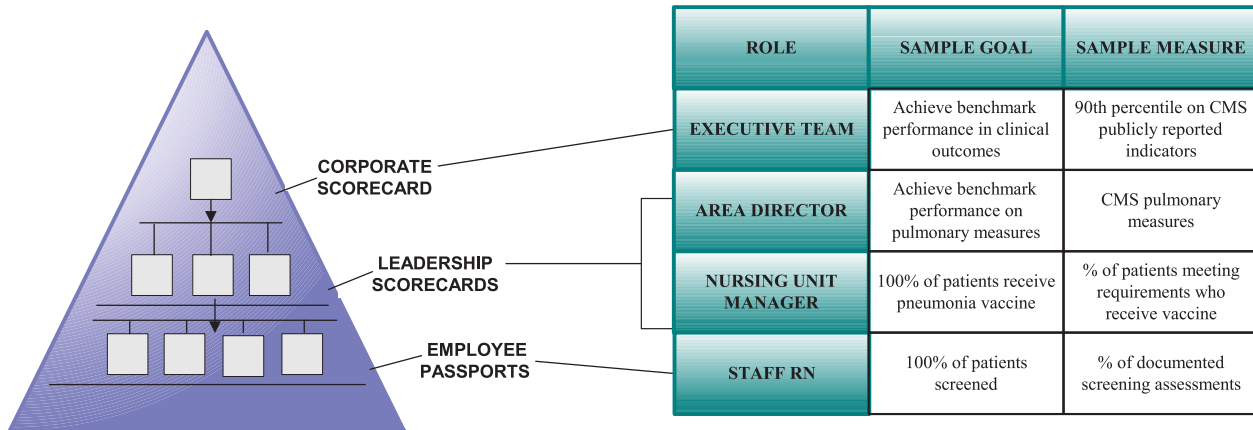 CORPORATE
SCORECARD
LEADERSHIP
SCORECARDS
EMPLOYEE
PASSPORTS
ROLE
SAMPLE GOAL
SAMPLE MEASURE
EXECUTIVE TEAM
Achieve benchmark
performance in clinical
outcomes
90th percentile on CMS
publicly reported
indicators
AREA DIRECTOR
Achieve benchmark
performance on
pulmonary measures
CMS pulmonary
measures
NURSING UNIT
MANAGER
100% of patients receive
pneumonia vaccine
% of patients meeting
requirements who
receive vaccine
STAFF RN
100% of patients
screened
% of documented
screening assessments